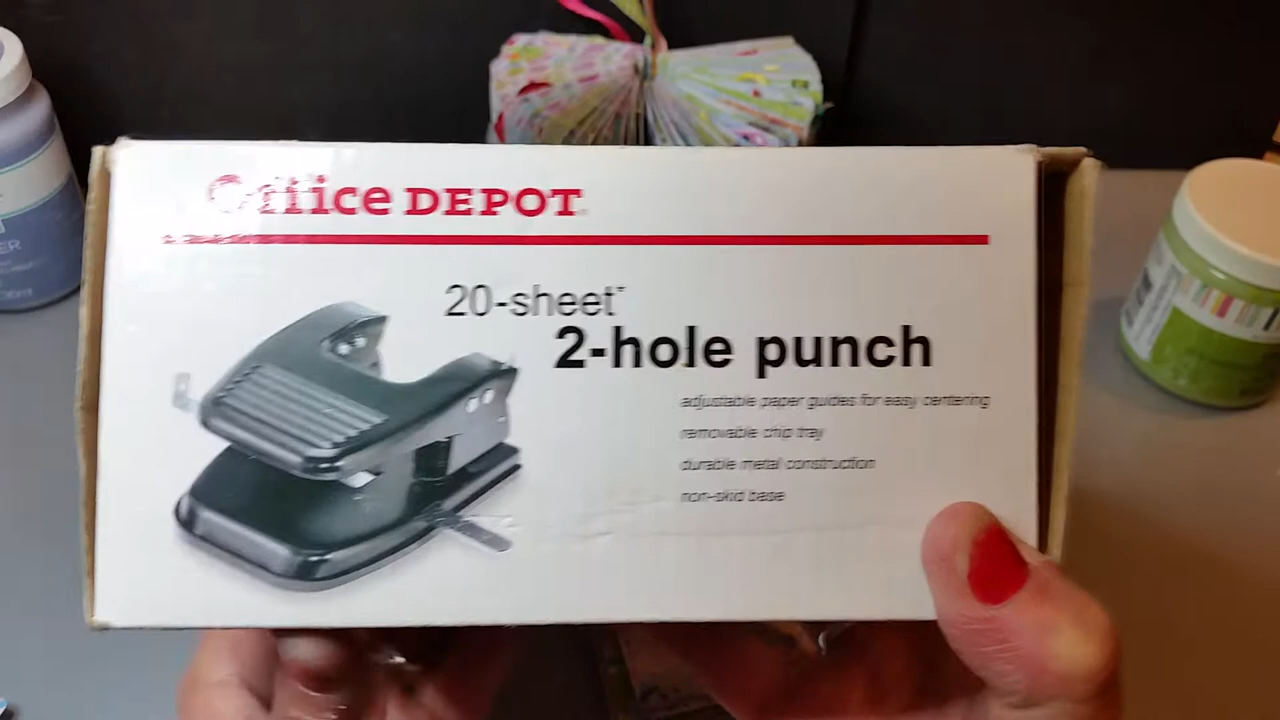 Office DEPOT
20-sheet*
2-hole punch
adjustable paper guides for easy centering
removable chip tray
durable metal construction
non-skid base
ER